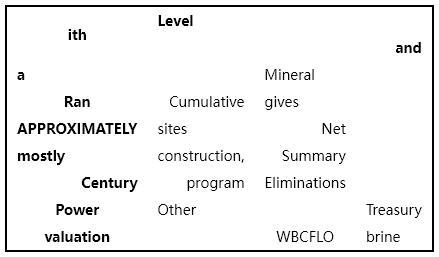 ith Level
and
a Mineral
Ran Cumulative gives
APPROXIMATELY sites Net
mostly construction, Summary
Century program Eliminations
Power Other Treasury
valuation WBCFLO brine